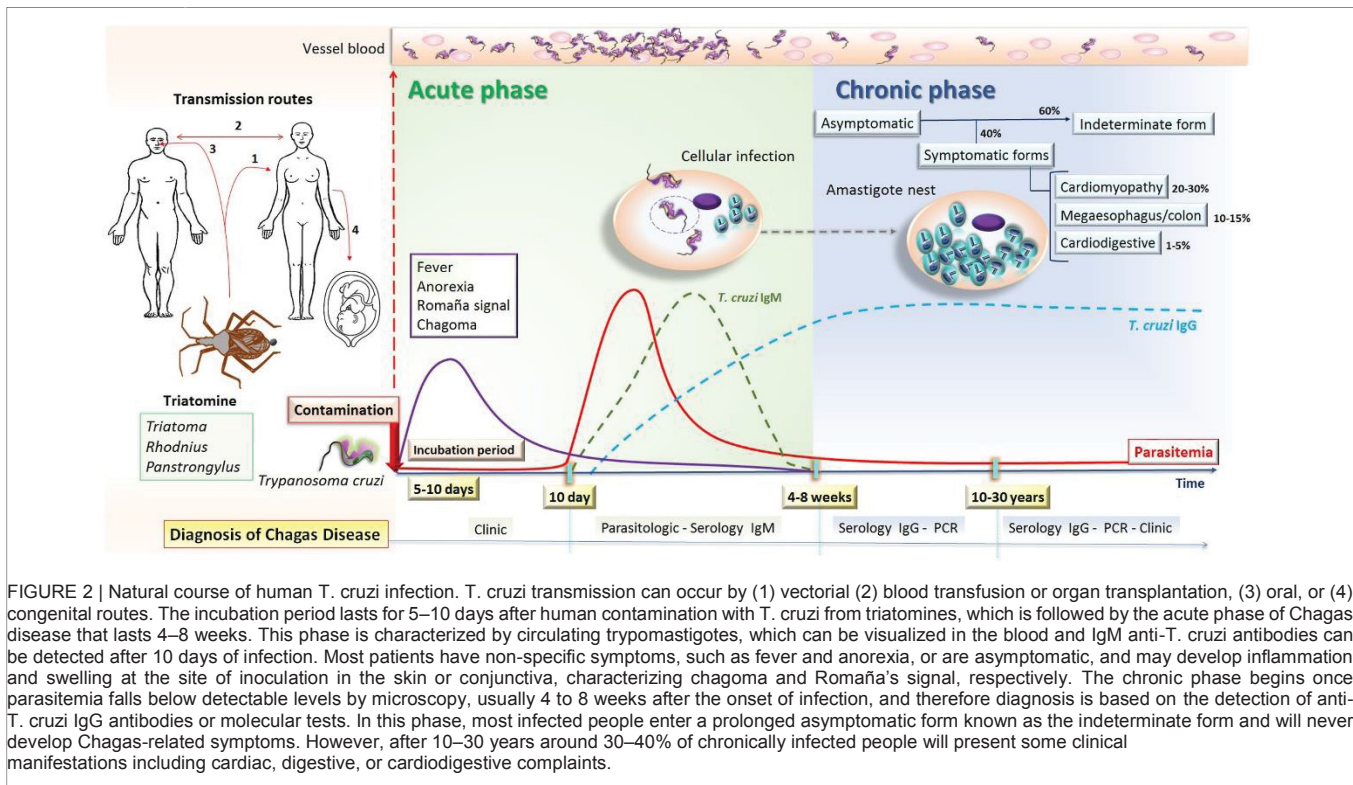 Vessel blood
Transmission routes
2
3
1
4
Triatomine
Triatoma
Rhodnius
Panstrongylus
Contamination
Trypanosoma cruzi
Acute phase
Chronic phase
Asymptomatic
60%
Indeterminate form
40%
Symptomatic forms
Cardiomyopathy 20-30%
Megaesophagus/colon 10-15%
Cardiodigestive 1-5%
Cellular infection
Amastigote nest
Fever
Anorexia
Romaña signal
Chagoma
T. cruzi IgM
T. cruzi IgG
Incubation period
Parasitemia
Time
5-10 days
10 day
4-8 weeks
10-30 years
Diagnosis of Chagas Disease
Clinic
Parasitologic - Serology IgM
Serology IgG - PCR
Serology IgG - PCR - Clinic
FIGURE 2 | Natural course of human T. cruzi infection. T. cruzi transmission can occur by (1) vectorial (2) blood transfusion or organ transplantation, (3) oral, or (4)
congenital routes. The incubation period lasts for 5–10 days after human contamination with T. cruzi from triatomines, which is followed by the acute phase of Chagas
disease that lasts 4–8 weeks. This phase is characterized by circulating trypomastigotes, which can be visualized in the blood and IgM anti-T. cruzi antibodies can
be detected after 10 days of infection. Most patients have non-specific symptoms, such as fever and anorexia, or are asymptomatic, and may develop inflammation
and swelling at the site of inoculation in the skin or conjunctiva, characterizing chagoma and Romaña’s signal, respectively. The chronic phase begins once
parasitemia falls below detectable levels by microscopy, usually 4 to 8 weeks after the onset of infection, and therefore diagnosis is based on the detection of anti-
T. cruzi IgG antibodies or molecular tests. In this phase, most infected people enter a prolonged asymptomatic form known as the indeterminate form and will never
develop Chagas-related symptoms. However, after 10–30 years around 30–40% of chronically infected people will present some clinical
manifestations including cardiac, digestive, or cardiodigestive complaints.